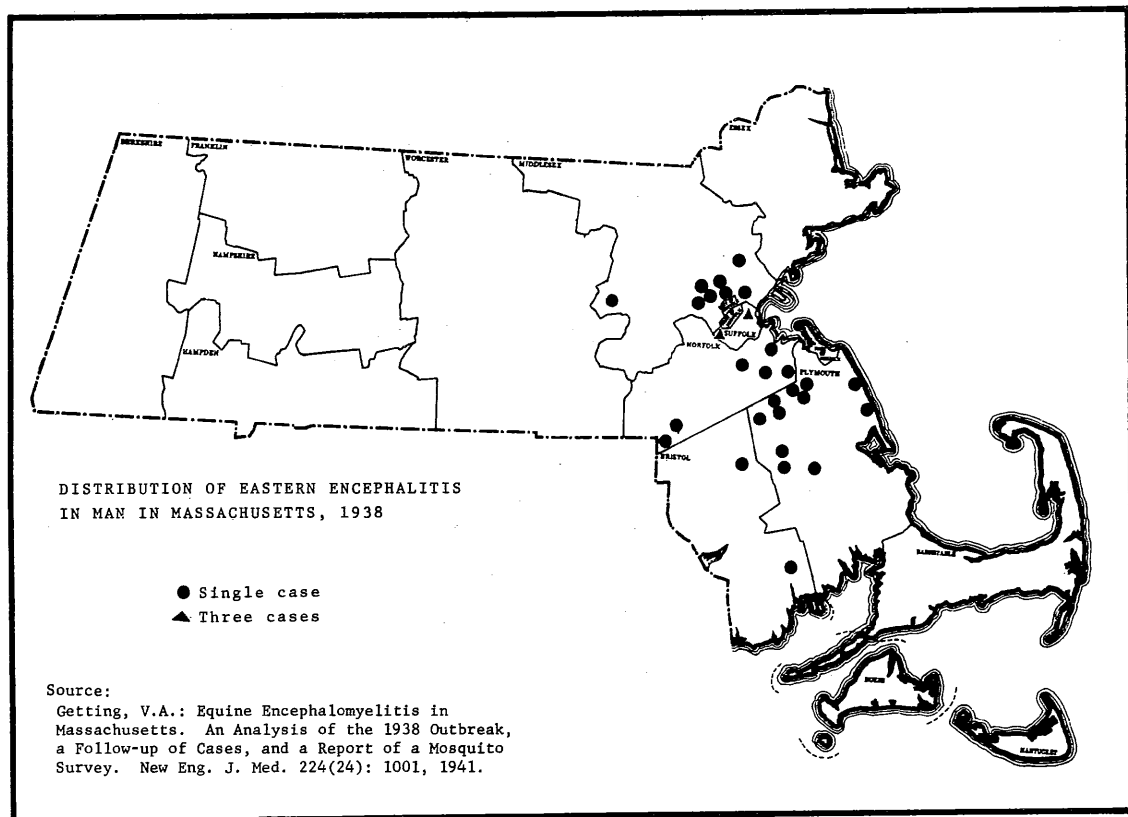 ESSEX
BERKSHIRE
FRANKLIN
WORCESTER
MIDDLESEX
HAMPSHIRE
SUFFOLK
NORFOLK
HAMPDEN
PLYMOUTH
BRISTOL
DISTRIBUTION OF EASTERN ENCEPHALITIS
IN MAN IN MASSACHUSETTS, 1938
BARNSTABLE
Single case
Three cases
DUKES
Source:
Getting, V.A.: Equine Encephalomyelitis in
Massachusetts. An Analysis of the 1938 Outbreak,
a Follow-up of Cases, and a Report of a Mosquito
Survey. New Eng. J. Med. 224(24): 1001, 1941.
NANTUCKET